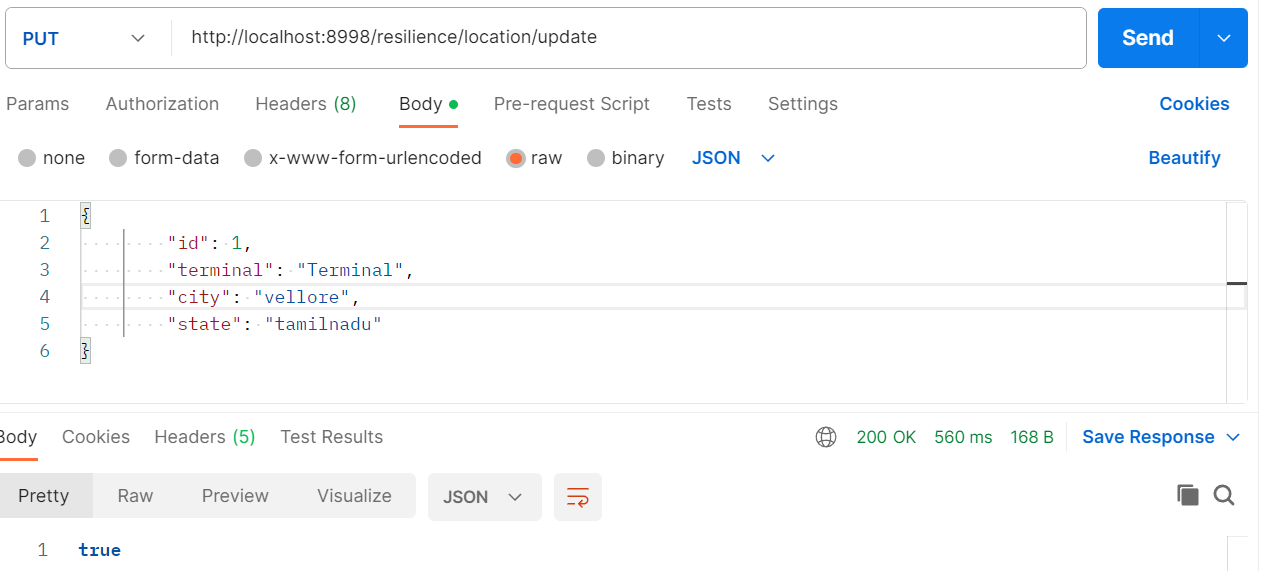 PUT http://localhost:8998/resilience/location/update Send
Params Authorization Headers (8) Body Pre-request Script Tests Settings Cookies
none form-data x-www-form-urlencoded raw binary JSON Beautify
1 {
2 "id": 1,
3 "terminal": "Terminal",
4 "city": "vellore",
5 "state": "tamilnadu"
6 }
Body Cookies Headers (5) Test Results 200 OK 560 ms 168 B Save Response
Pretty Raw Preview Visualize JSON
1 true